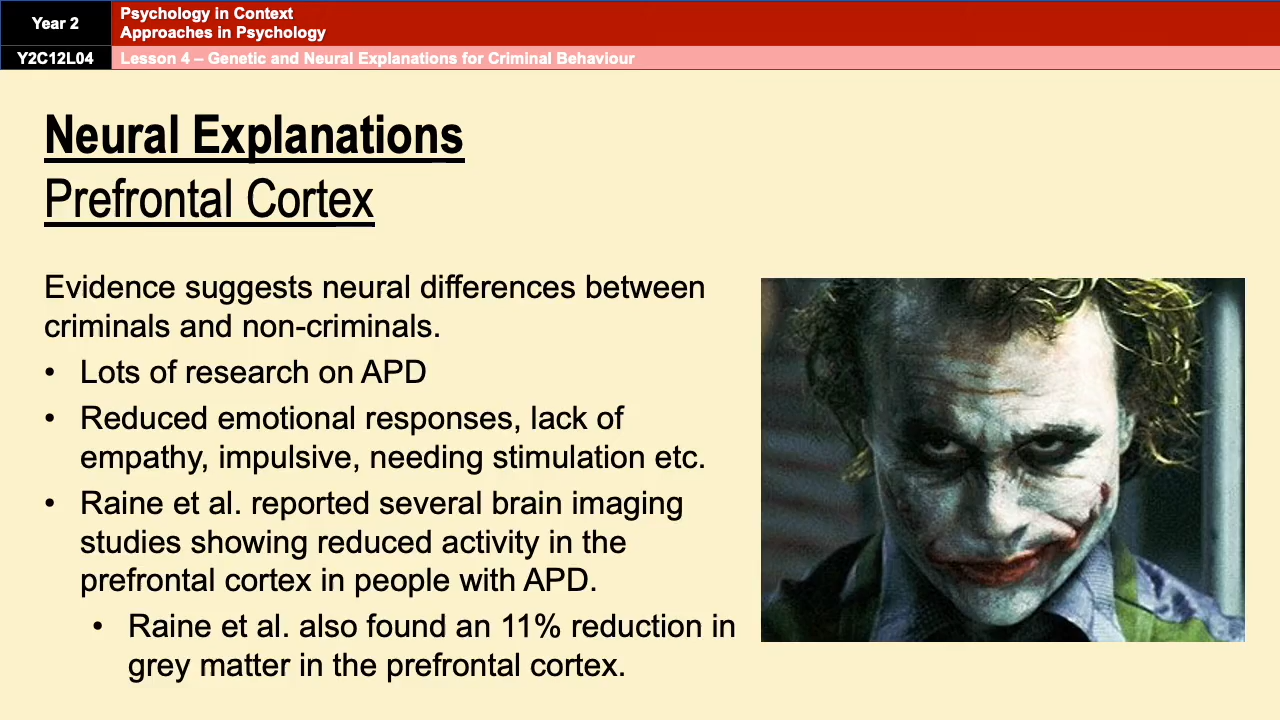 Year 2
Psychology in Context
Approaches in Psychology
Y2C12L04
Lesson 4 – Genetic and Neural Explanations for Criminal Behaviour
Neural Explanations
Prefrontal Cortex
Evidence suggests neural differences between
criminals and non-criminals.
• Lots of research on APD
• Reduced emotional responses, lack of
empathy, impulsive, needing stimulation etc.
• Raine et al. reported several brain imaging
studies showing reduced activity in the
prefrontal cortex in people with APD.
• Raine et al. also found an 11% reduction in
grey matter in the prefrontal cortex.